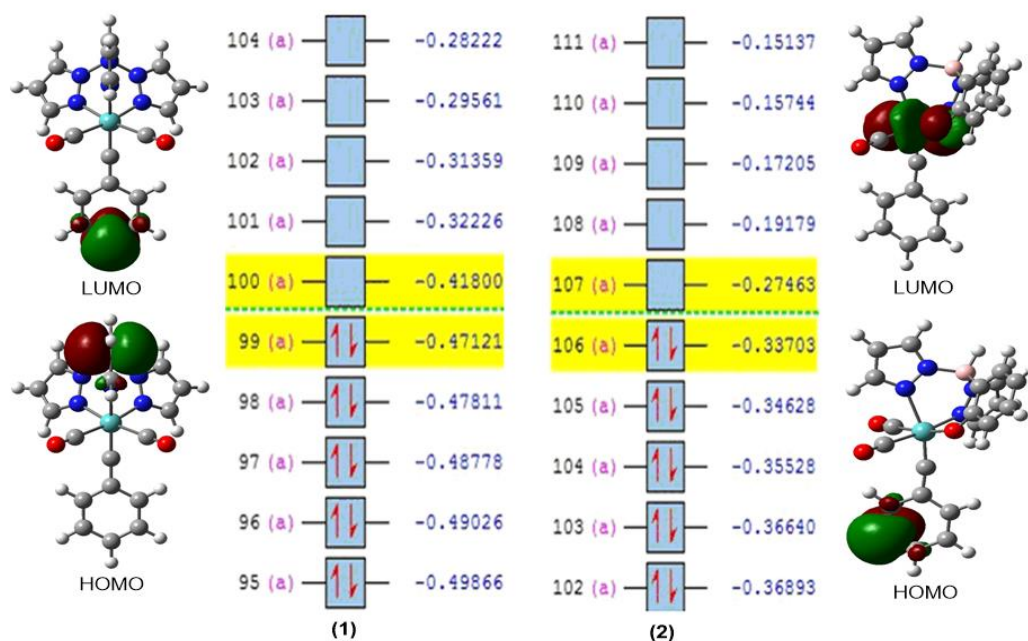 104 (a) -0.28222
103 (a) -0.29561
102 (a) -0.31359
101 (a) -0.32226
100 (a) -0.41800
99 (a) -0.47121
98 (a) -0.47811
97 (a) -0.48778
96 (a) -0.49026
95 (a) -0.49866
(1)
LUMO
HOMO
111 (a) -0.15137
110 (a) -0.15744
109 (a) -0.17205
108 (a) -0.19179
107 (a) -0.27463
106 (a) -0.33703
105 (a) -0.34628
104 (a) -0.35528
103 (a) -0.36640
102 (a) -0.36893
(2)
LUMO
HOMO